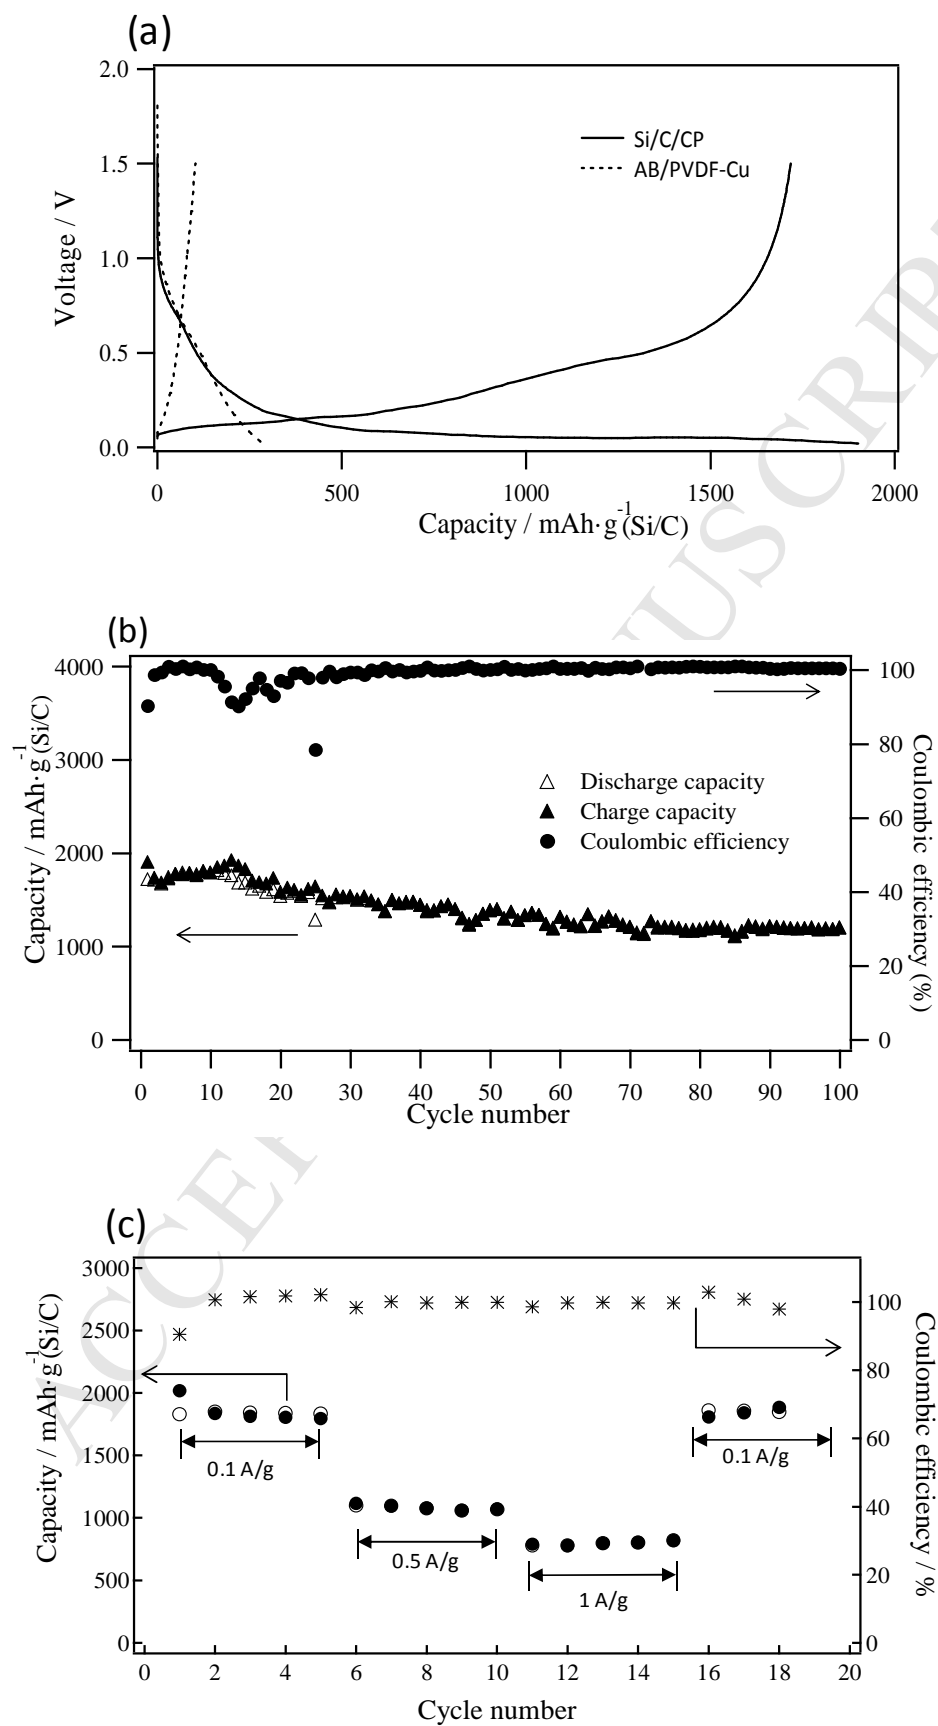 (a)
2.0
1.5
1.0
0.5
0.0
Voltage / V
Si/C/CP
AB/PVDF-Cu
0 500 1000 1500 2000
Capacity / mAh·g-1(Si/C)
(b)
4000
3000
2000
1000
0
Capacity / mAh·g-1(Si/C)
Discharge capacity
Charge capacity
Coulombic efficiency
100
80
60
40
20
0
Coulombic efficiency (%)
0 10 20 30 40 50 60 70 80 90 100
Cycle number
(c)
3000
2500
2000
1500
1000
500
0
Capacity / mAh·g-1(Si/C)
0.1 A/g
0.5 A/g
1 A/g
0.1 A/g
100
80
60
40
20
0
Coulombic efficiency / %
0 2 4 6 8 10 12 14 16 18 20
Cycle number